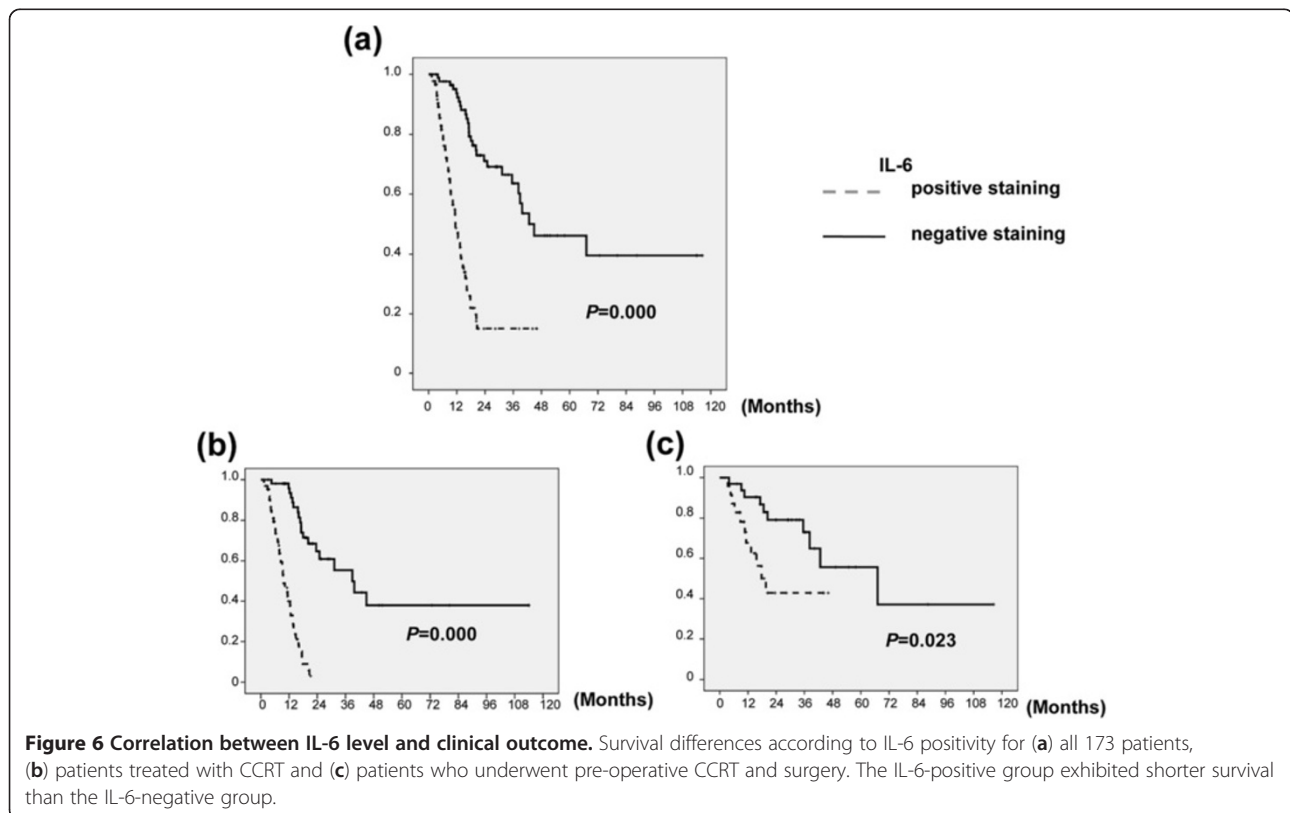 (a)
1.0
0.8
0.6
0.4
0.2
0
P=0.000
0 12 24 36 48 60 72 84 96 108 120 (Months)
IL-6
positive staining
negative staining
(b)
1.0
0.8
0.6
0.4
0.2
0
P=0.000
0 12 24 36 48 60 72 84 96 108 120 (Months)
(c)
1.0
0.8
0.6
0.4
0.2
0
P=0.023
0 12 24 36 48 60 72 84 96 108 120 (Months)
Figure 6 Correlation between IL-6 level and clinical outcome. Survival differences according to IL-6 positivity for (a) all 173 patients,
(b) patients treated with CCRT and (c) patients who underwent pre-operative CCRT and surgery. The IL-6-positive group exhibited shorter survival
than the IL-6-negative group.